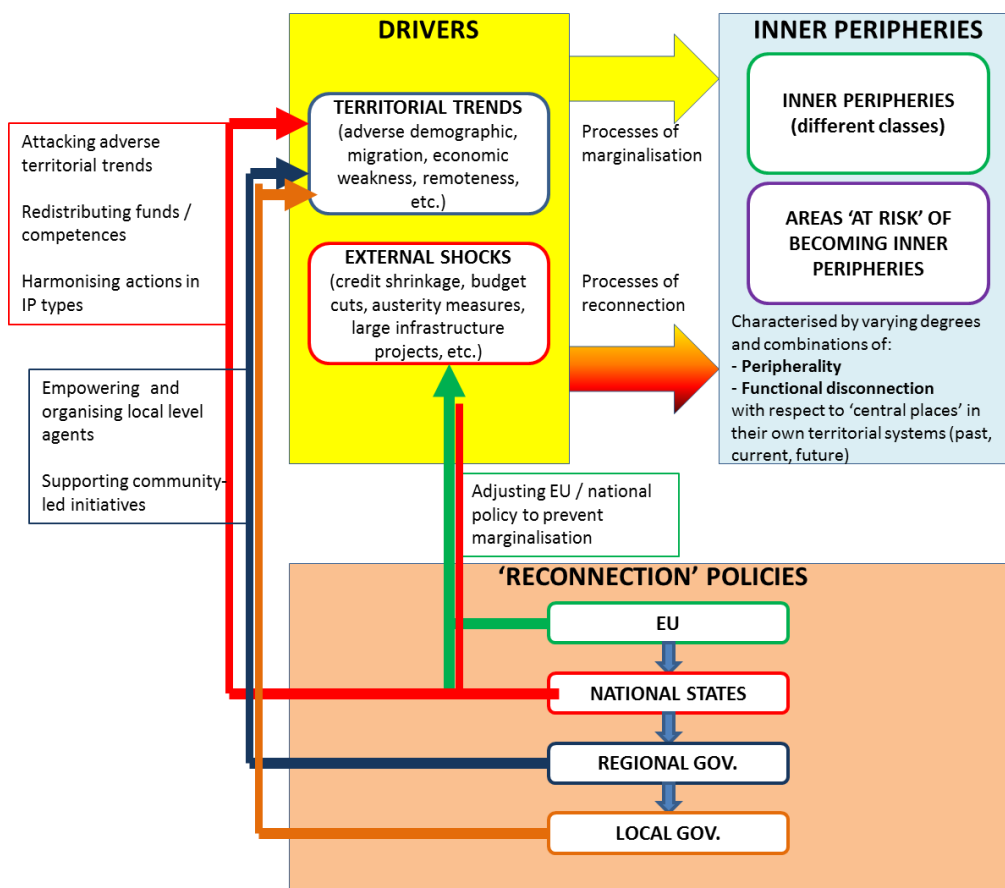 DRIVERS
TERRITORIAL TRENDS
(adverse demographic,
migration, economic
weakness, remoteness,
etc.)
EXTERNAL SHOCKS
(credit shrinkage, budget
cuts, austerity measures,
large infrastructure
projects, etc.)
Processes of
marginalisation
Processes of
reconnection
INNER PERIPHERIES
INNER PERIPHERIES
(different classes)
AREAS ‘AT RISK’ OF
BECOMING INNER
PERIPHERIES
Characterised by varying degrees
and combinations of:
- Peripherality
- Functional disconnection
with respect to ‘central places’ in
their own territorial systems (past,
current, future)
Attacking adverse
territorial trends
Redistributing funds /
competences
Harmonising actions in
IP types
Empowering and
organising local level
agents
Supporting community-
led initiatives
Adjusting EU / national
policy to prevent
marginalisation
‘RECONNECTION’ POLICIES
EU
NATIONAL STATES
REGIONAL GOV.
LOCAL GOV.